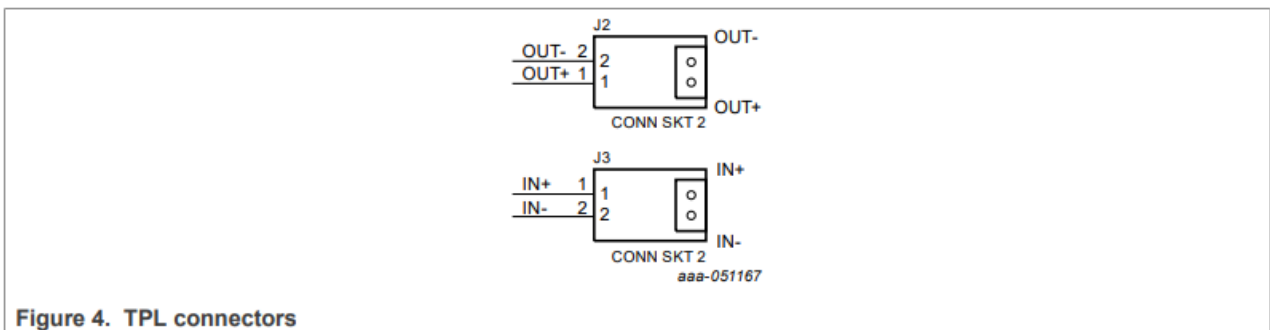 J2
OUT-
OUT- 2 2
OUT+ 1 1
OUT+
CONN SKT 2
J3
IN+
IN+ 1 1
IN- 2 2
IN-
CONN SKT 2
aaa-051167
Figure 4. TPL connectors